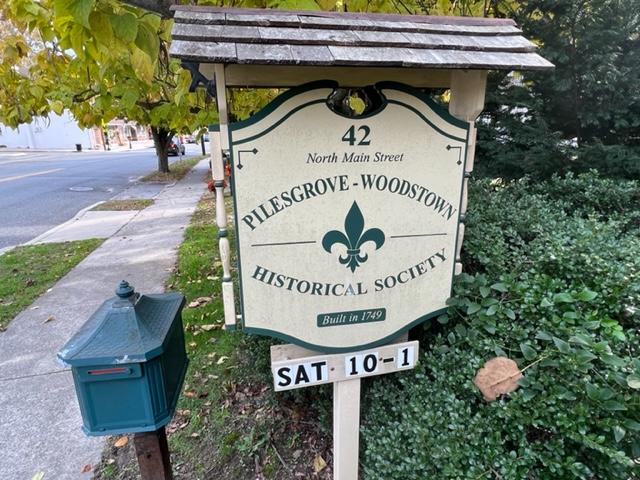 42
North Main Street
PILESGROVE-WOODSTOWN
HISTORICAL SOCIETY
Built in 1749
SAT 10-1